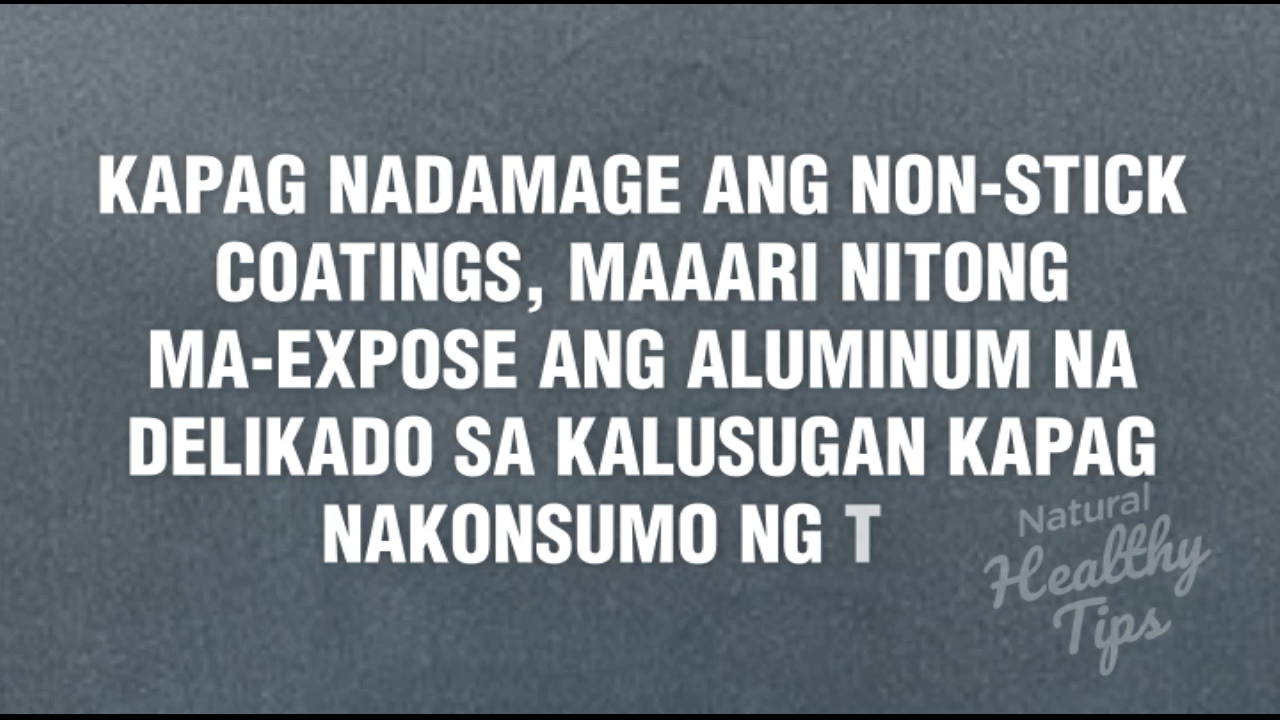 KAPAG NADAMAGE ANG NON-STICK
COATINGS, MAAARI NITONG
MA-EXPOSE ANG ALUMINUM NA
DELIKADO SA KALUSUGAN KAPAG
NAKONSUMO NG T
Natural
Healthy
Tips